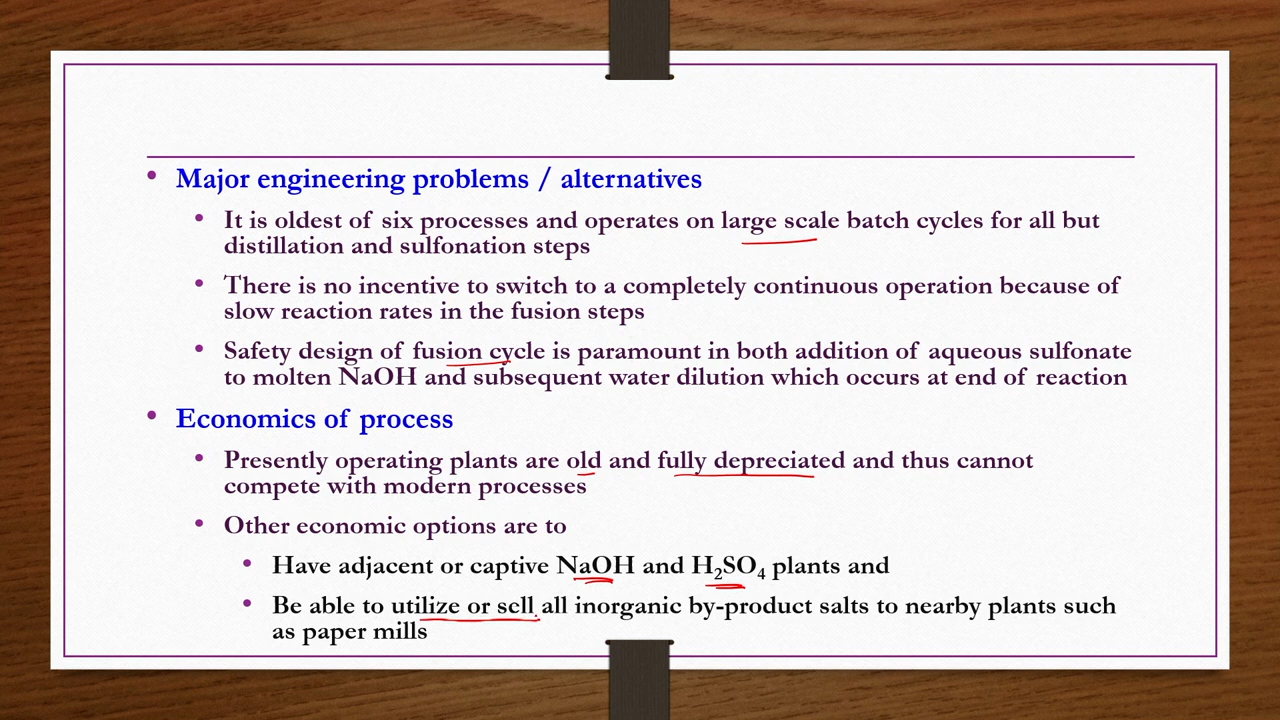 • Major engineering problems / alternatives
• It is oldest of six processes and operates on large scale batch cycles for all but
distillation and sulfonation steps
• There is no incentive to switch to a completely continuous operation because of
slow reaction rates in the fusion steps
• Safety design of fusion cycle is paramount in both addition of aqueous sulfonate
to molten NaOH and subsequent water dilution which occurs at end of reaction
• Economics of process
• Presently operating plants are old and fully depreciated and thus cannot
compete with modern processes
• Other economic options are to
• Have adjacent or captive NaOH and H₂SO₄ plants and
• Be able to utilize or sell all inorganic by-product salts to nearby plants such
as paper mills